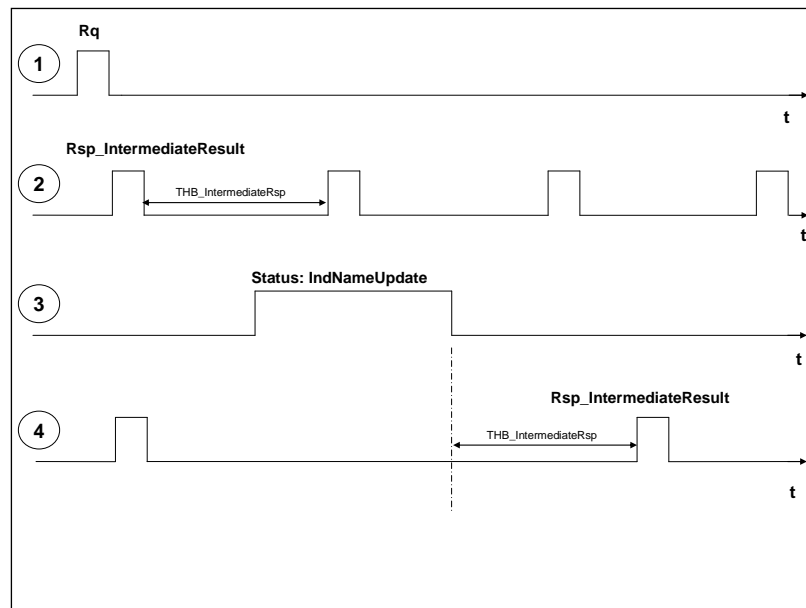 Rq
1
t
Rsp_IntermediateResult
2
THB_IntermediateRsp
t
Status: IndNameUpdate
3
t
Rsp_IntermediateResult
4
THB_IntermediateRsp
t